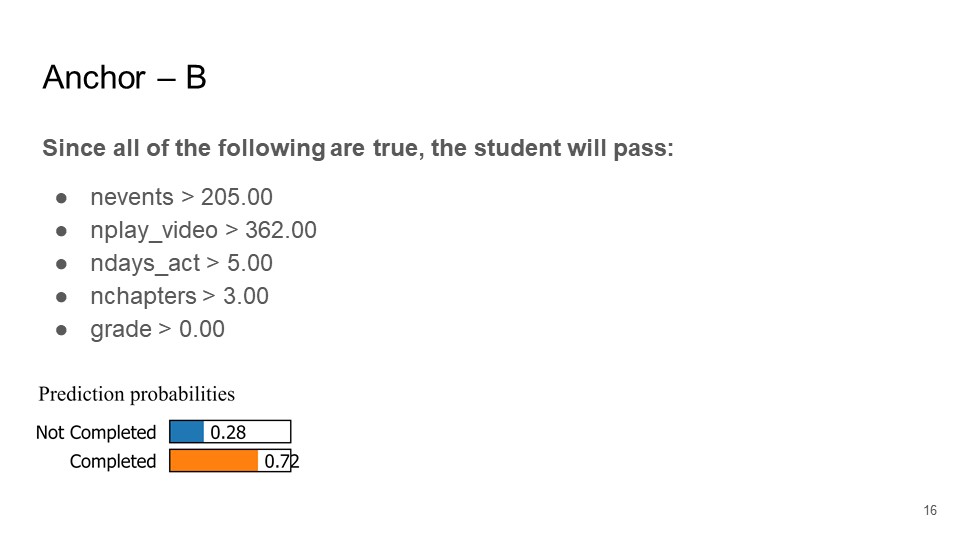 Anchor – B
Since all of the following are true, the student will pass:
● nevents > 205.00
● nplay_video > 362.00
● ndays_act > 5.00
● nchapters > 3.00
● grade > 0.00
Prediction probabilities
Not Completed 0.28
Completed 0.72
16